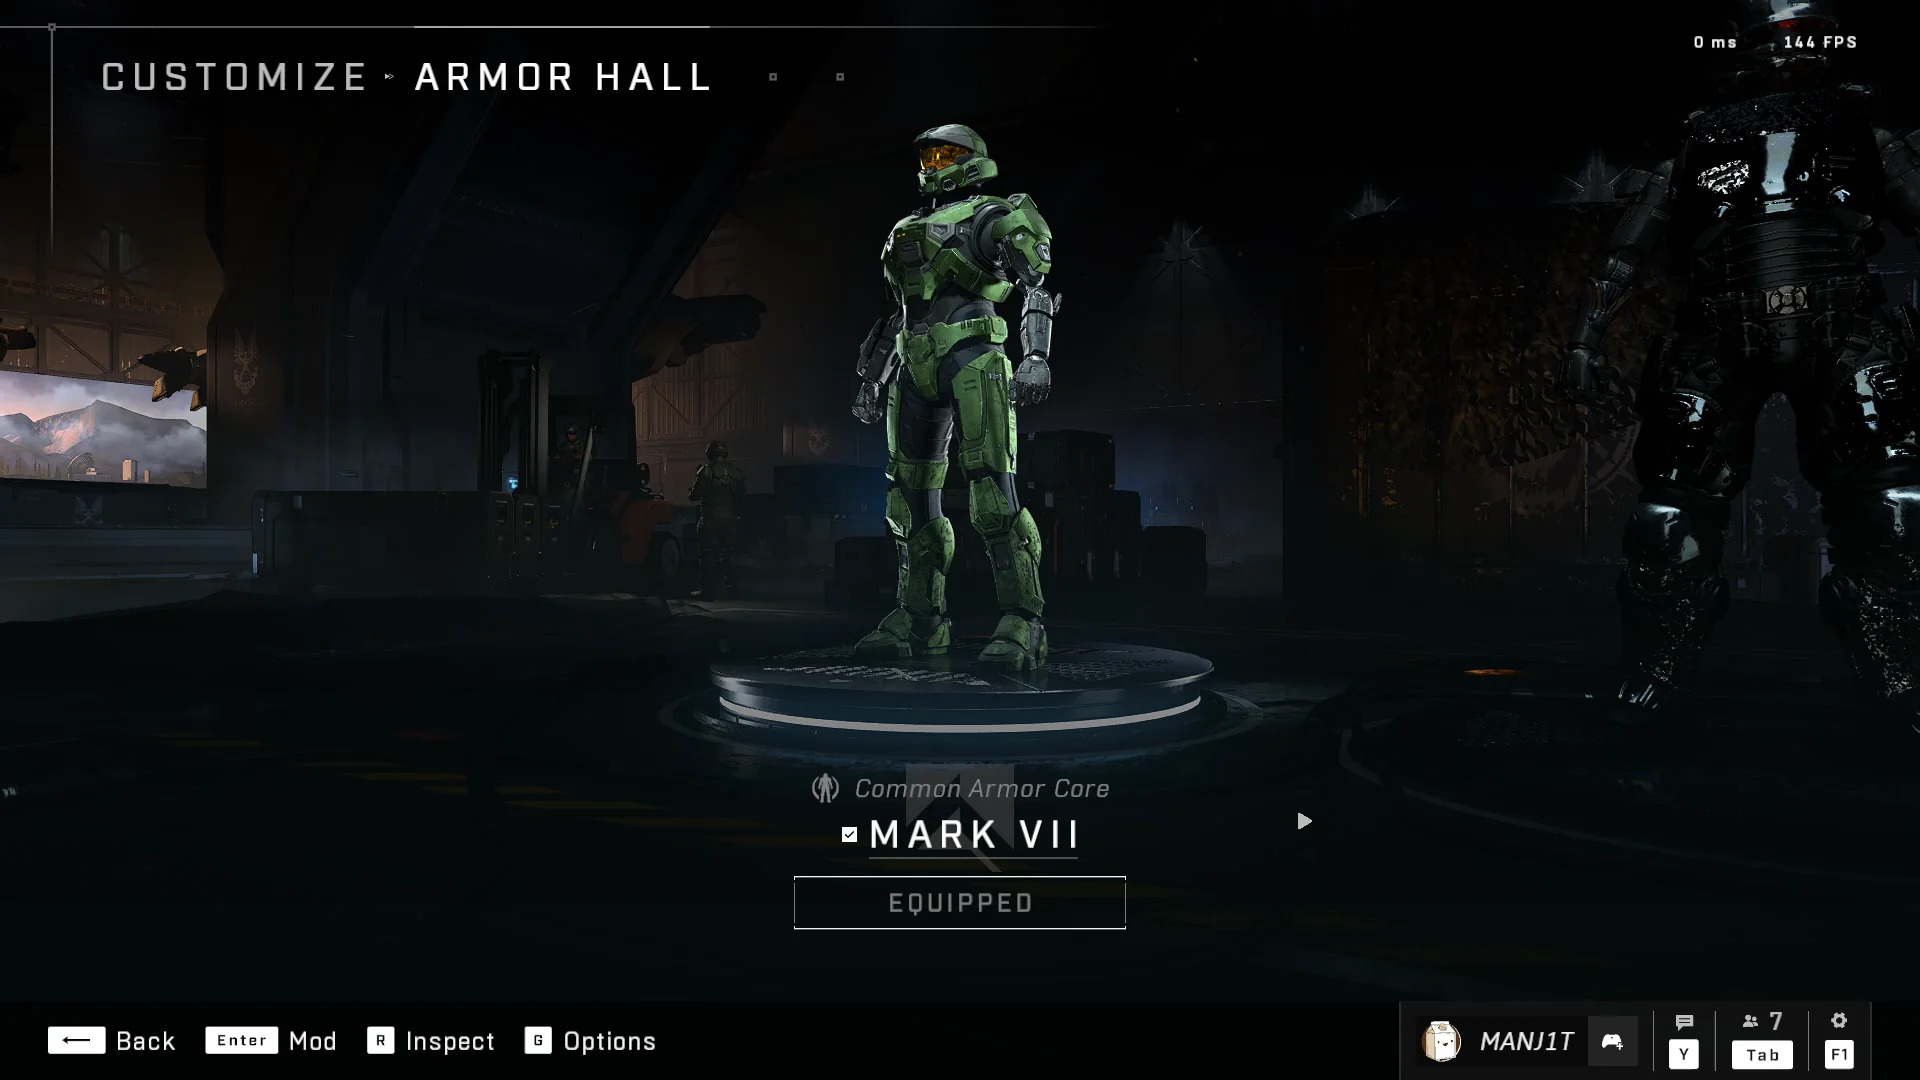 0 ms 144 FPS
CUSTOMIZE ARMOR HALL
Common Armor Core
MARK VII
EQUIPPED
Back Enter Mod R Inspect G Options
MANJ1T
7
Y Tab F1